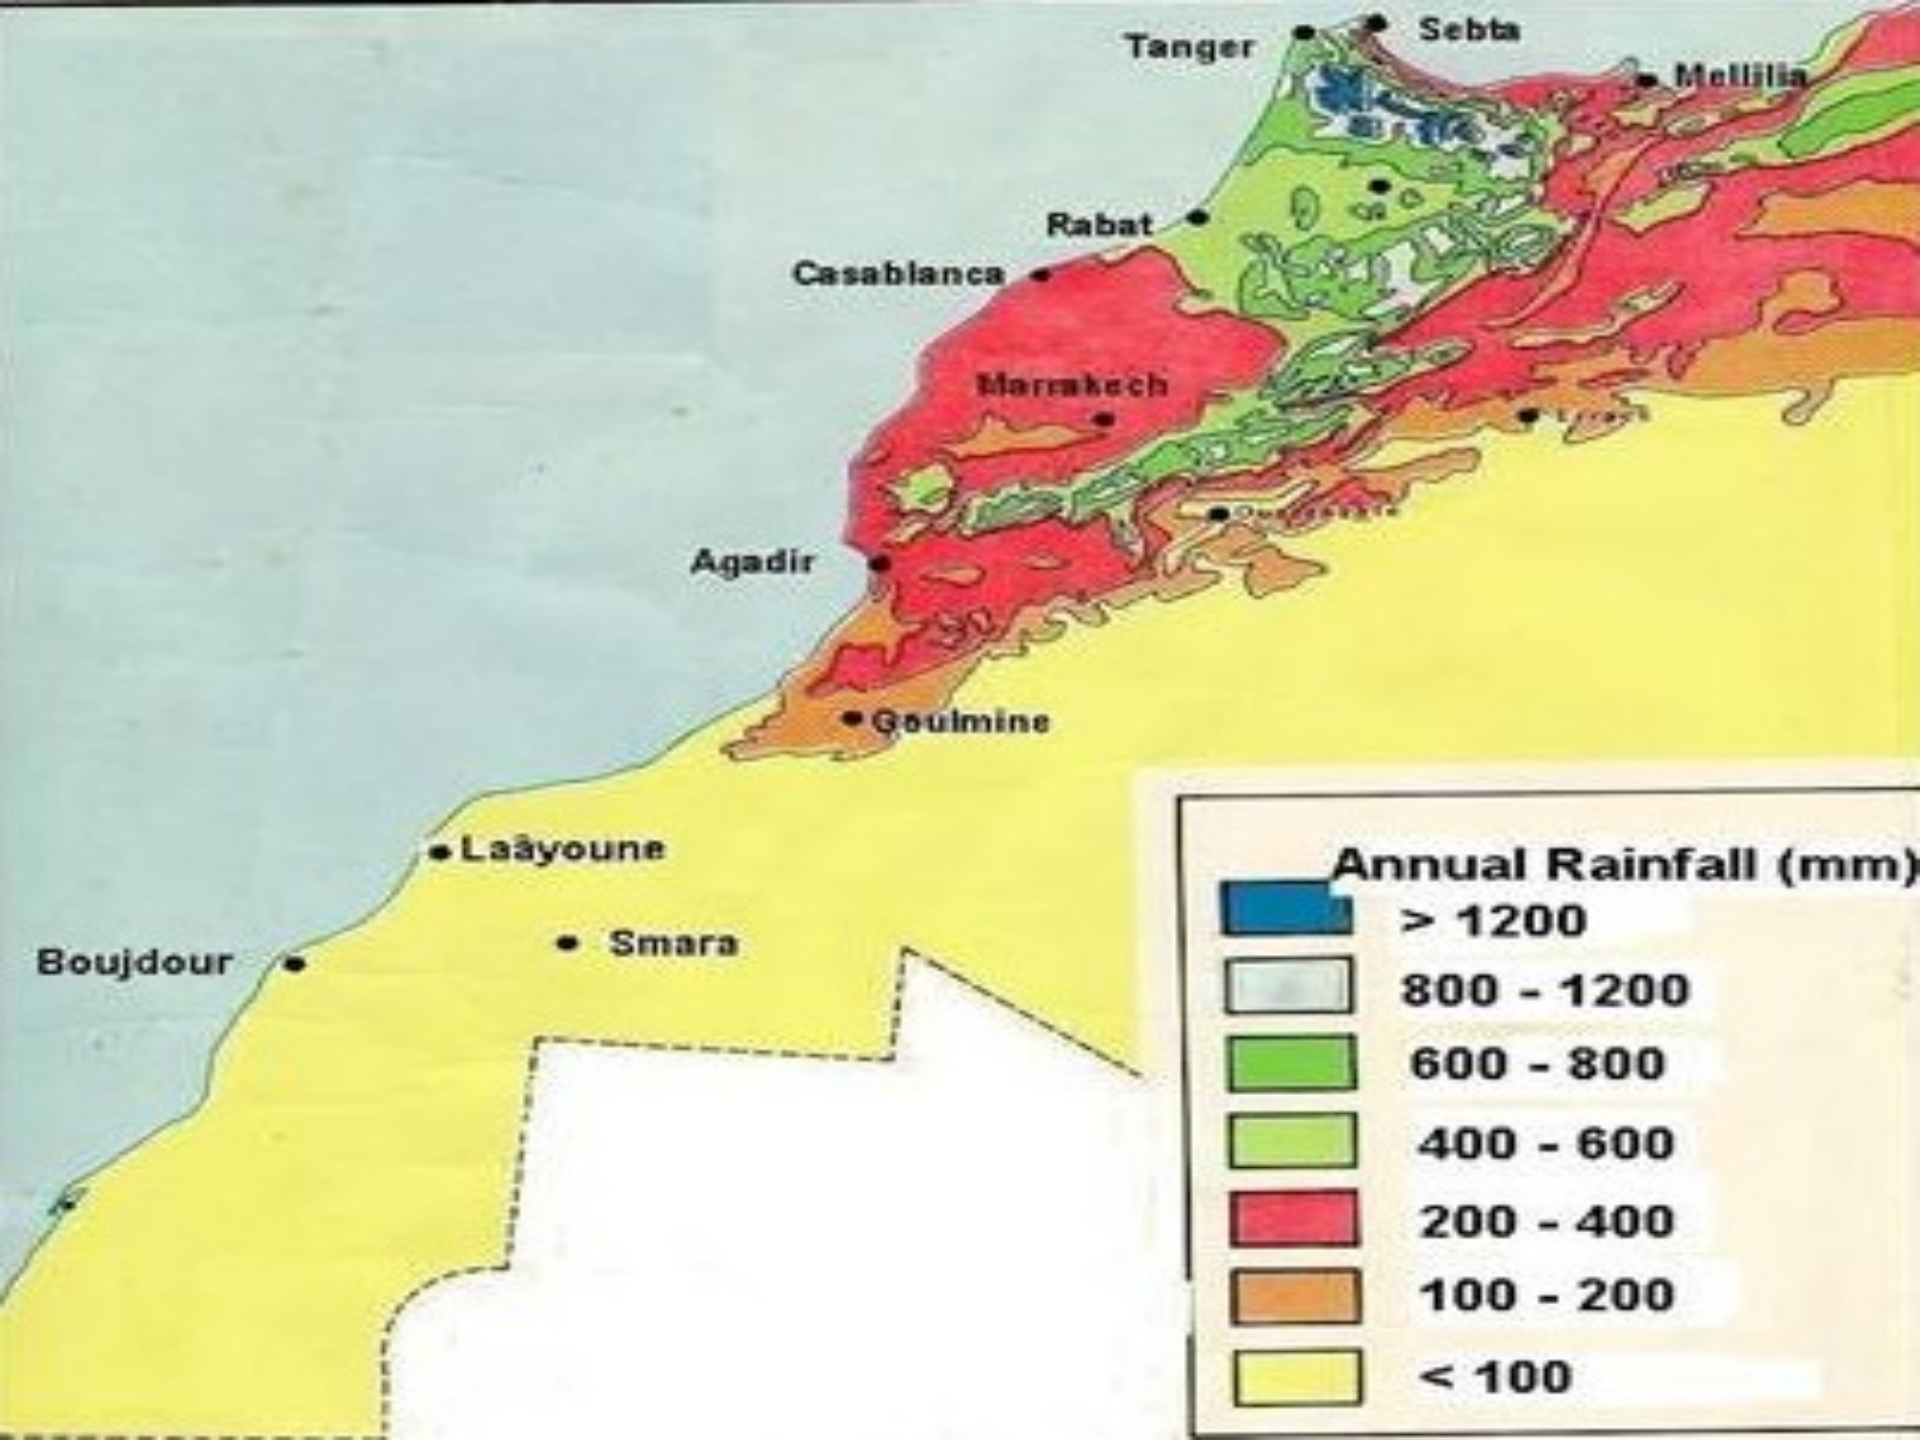 Tanger
Sebta
Mellilia
Rabat
Casablanca
Marrakech
Agadir
Goulmine
Laâyoune
Smara
Boujdour
Annual Rainfall (mm)
> 1200
800 - 1200
600 - 800
400 - 600
200 - 400
100 - 200
< 100